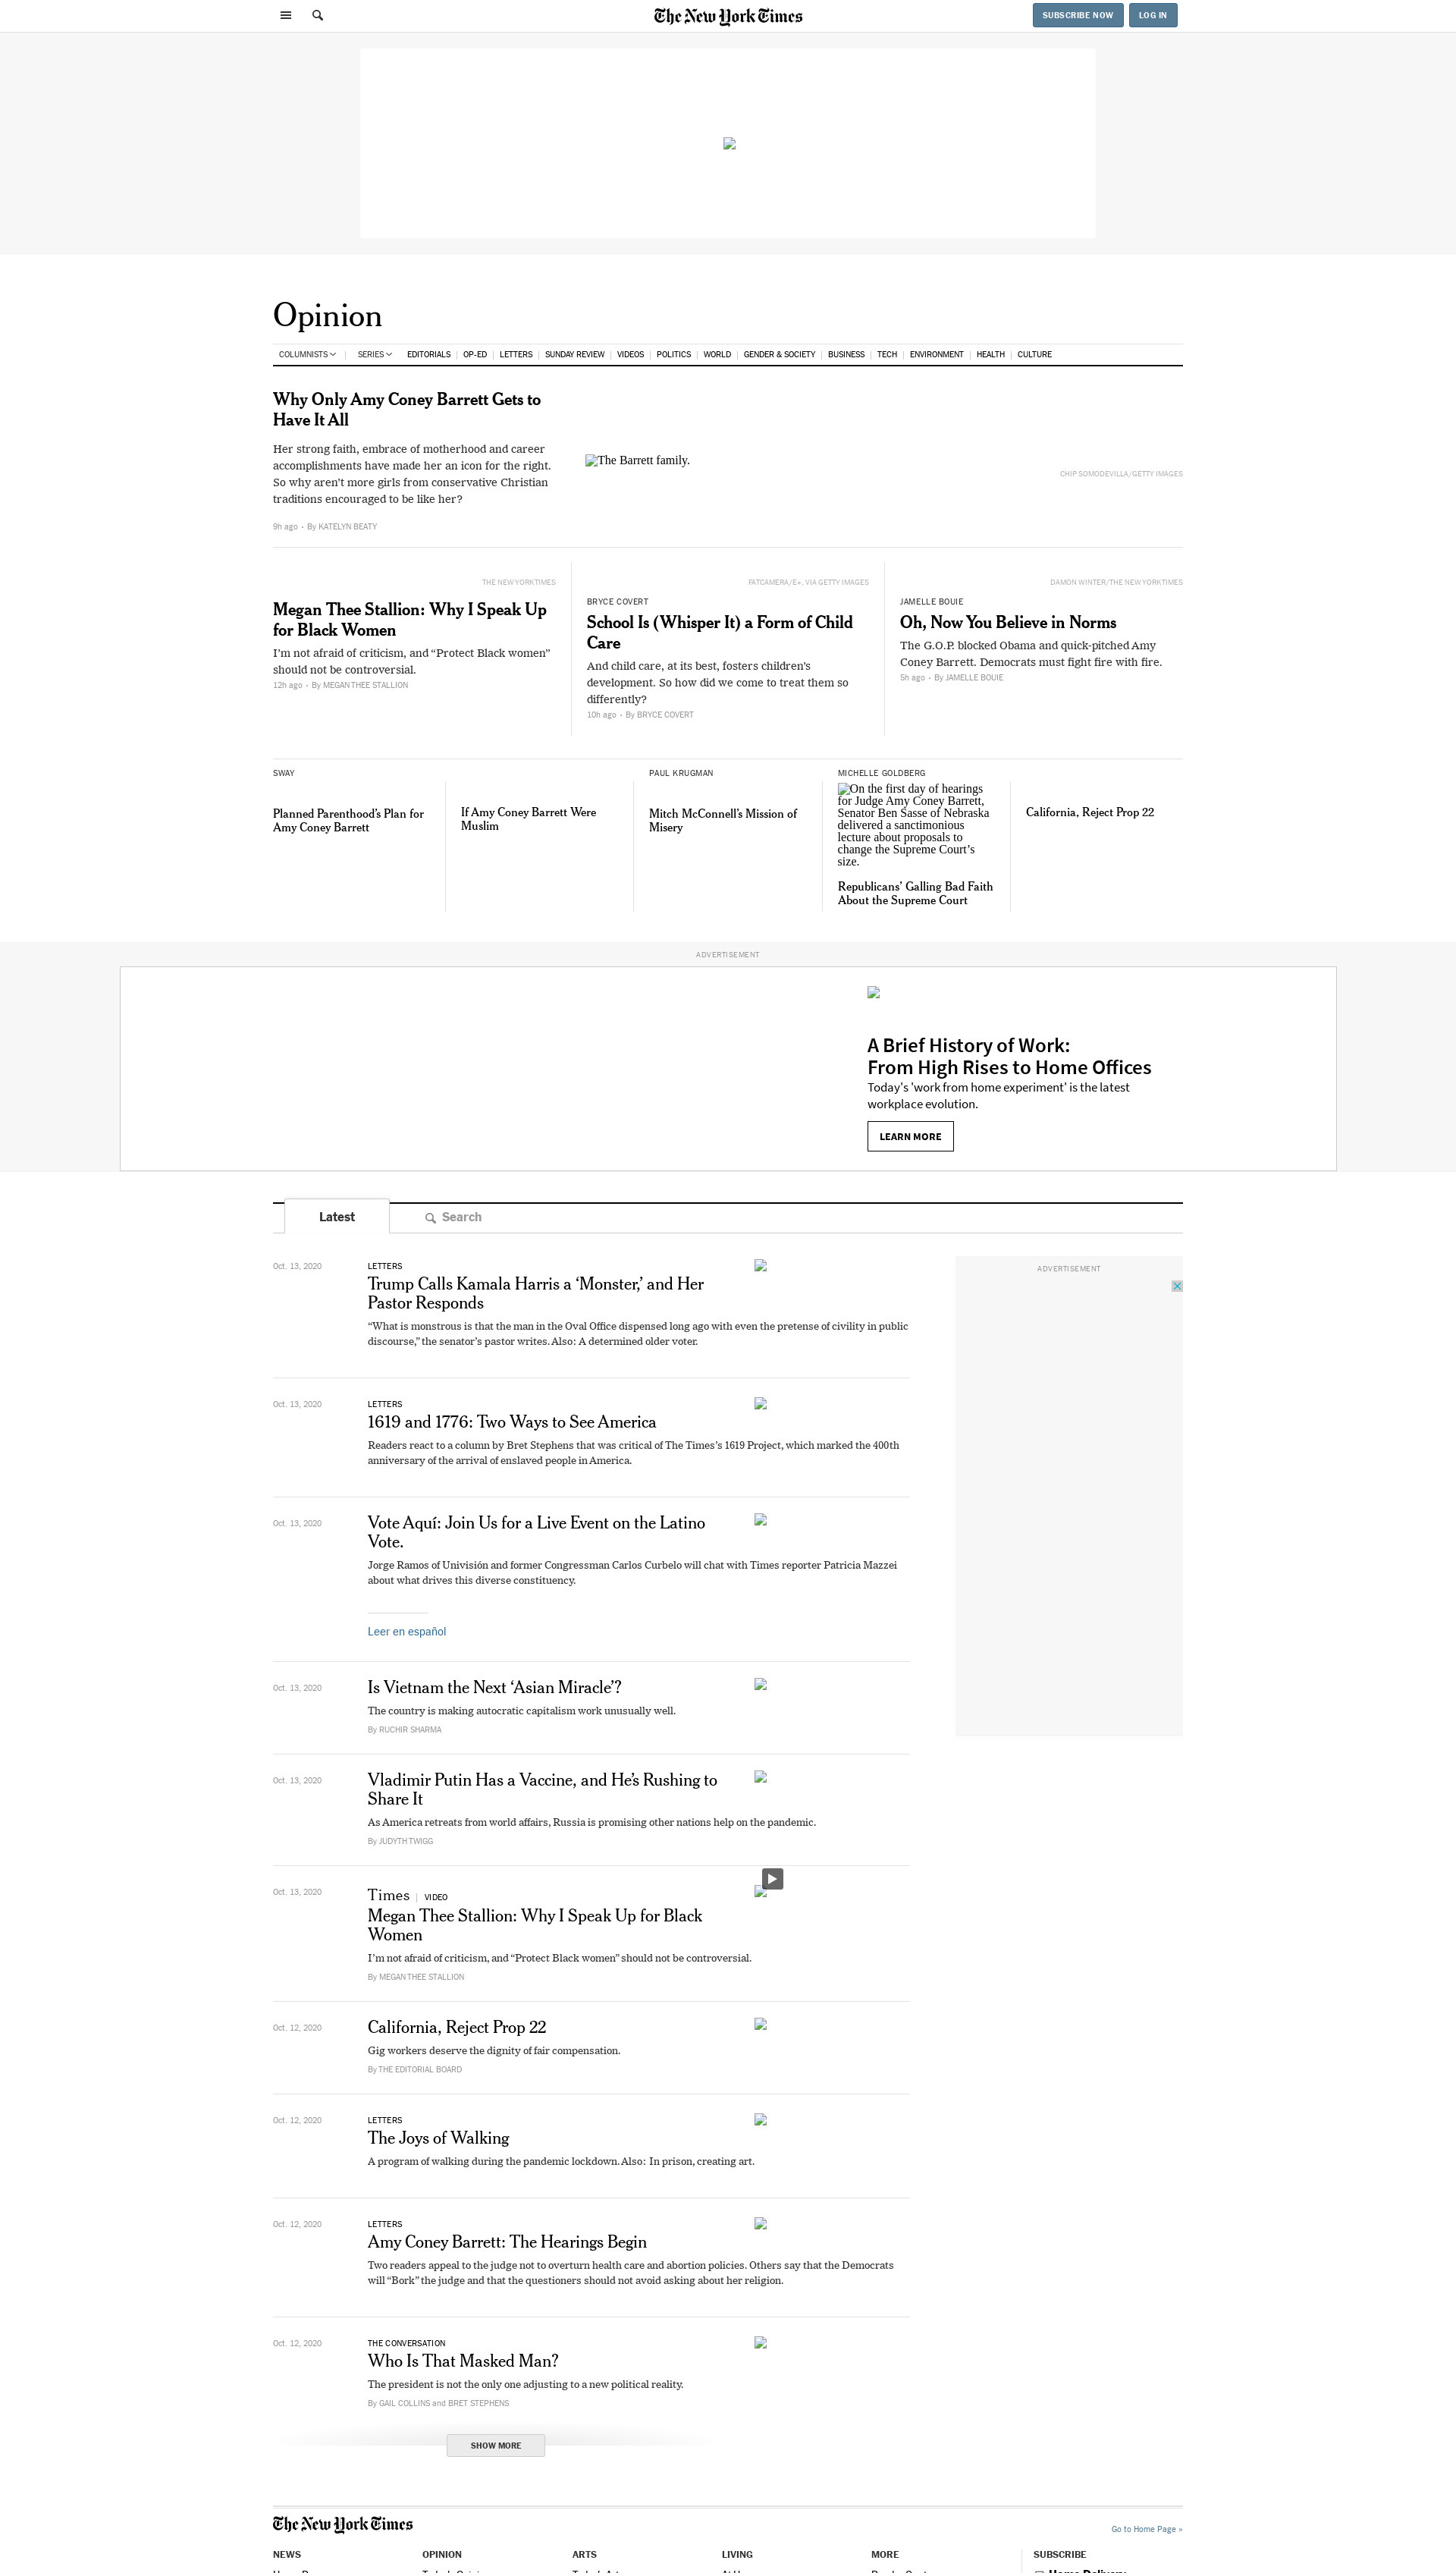 The New York Times
SUBSCRIBE NOW
LOG IN
Opinion
COLUMNISTS
SERIES
EDITORIALS
OP-ED
LETTERS
SUNDAY REVIEW
VIDEOS
POLITICS
WORLD
GENDER & SOCIETY
BUSINESS
TECH
ENVIRONMENT
HEALTH
CULTURE
Why Only Amy Coney Barrett Gets to
Have It All
Her strong faith, embrace of motherhood and career
accomplishments have made her an icon for the right.
So why aren't more girls from conservative Christian
traditions encouraged to be like her?
9h ago • By KATELYN BEATY
The Barrett family.
CHIP SOMODEVILLA/GETTY IMAGES
THE NEW YORK TIMES
Megan Thee Stallion: Why I Speak Up
for Black Women
I'm not afraid of criticism, and “Protect Black women”
should not be controversial.
12h ago • By MEGAN THEE STALLION
FATCAMERA/E+, VIA GETTY IMAGES
BRYCE COVERT
School Is (Whisper It) a Form of Child
Care
And child care, at its best, fosters children's
development. So how did we come to treat them so
differently?
10h ago • By BRYCE COVERT
DAMON WINTER/THE NEW YORK TIMES
JAMELLE BOUIE
Oh, Now You Believe in Norms
The G.O.P. blocked Obama and quick-pitched Amy
Coney Barrett. Democrats must fight fire with fire.
5h ago • By JAMELLE BOUIE
SWAY
Planned Parenthood's Plan for
Amy Coney Barrett
If Amy Coney Barrett Were
Muslim
PAUL KRUGMAN
Mitch McConnell's Mission of
Misery
MICHELLE GOLDBERG
On the first day of hearings
for Judge Amy Coney Barrett,
Senator Ben Sasse of Nebraska
delivered a sanctimonious
lecture about proposals to
change the Supreme Court’s
size.
Republicans’ Galling Bad Faith
About the Supreme Court
California, Reject Prop 22
ADVERTISEMENT
A Brief History of Work:
From High Rises to Home Offices
Today's 'work from home experiment' is the latest
workplace evolution.
LEARN MORE
Latest
Search
Oct. 13, 2020
LETTERS
Trump Calls Kamala Harris a ‘Monster,’ and Her
Pastor Responds
“What is monstrous is that the man in the Oval Office dispensed long ago with even the pretense of civility in public
discourse,” the senator’s pastor writes. Also: A determined older voter.
ADVERTISEMENT
Oct. 13, 2020
LETTERS
1619 and 1776: Two Ways to See America
Readers react to a column by Bret Stephens that was critical of The Times’s 1619 Project, which marked the 400th
anniversary of the arrival of enslaved people in America.
Oct. 13, 2020
Vote Aquí: Join Us for a Live Event on the Latino
Vote.
Jorge Ramos of Univisión and former Congressman Carlos Curbelo will chat with Times reporter Patricia Mazzei
about what drives this diverse constituency.
Leer en español
Oct. 13, 2020
Is Vietnam the Next ‘Asian Miracle’?
The country is making autocratic capitalism work unusually well.
By RUCHIR SHARMA
Oct. 13, 2020
Vladimir Putin Has a Vaccine, and He’s Rushing to
Share It
As America retreats from world affairs, Russia is promising other nations help on the pandemic.
By JUDYTH TWIGG
Oct. 13, 2020
Times | VIDEO
Megan Thee Stallion: Why I Speak Up for Black
Women
I’m not afraid of criticism, and “Protect Black women” should not be controversial.
By MEGAN THEE STALLION
Oct. 12, 2020
California, Reject Prop 22
Gig workers deserve the dignity of fair compensation.
By THE EDITORIAL BOARD
Oct. 12, 2020
LETTERS
The Joys of Walking
A program of walking during the pandemic lockdown. Also: In prison, creating art.
Oct. 12, 2020
LETTERS
Amy Coney Barrett: The Hearings Begin
Two readers appeal to the judge not to overturn health care and abortion policies. Others say that the Democrats
will “Bork” the judge and that the questioners should not avoid asking about her religion.
Oct. 12, 2020
THE CONVERSATION
Who Is That Masked Man?
The president is not the only one adjusting to a new political reality.
By GAIL COLLINS and BRET STEPHENS
SHOW MORE
The New York Times
Go to Home Page »
NEWS
OPINION
ARTS
LIVING
MORE
SUBSCRIBE